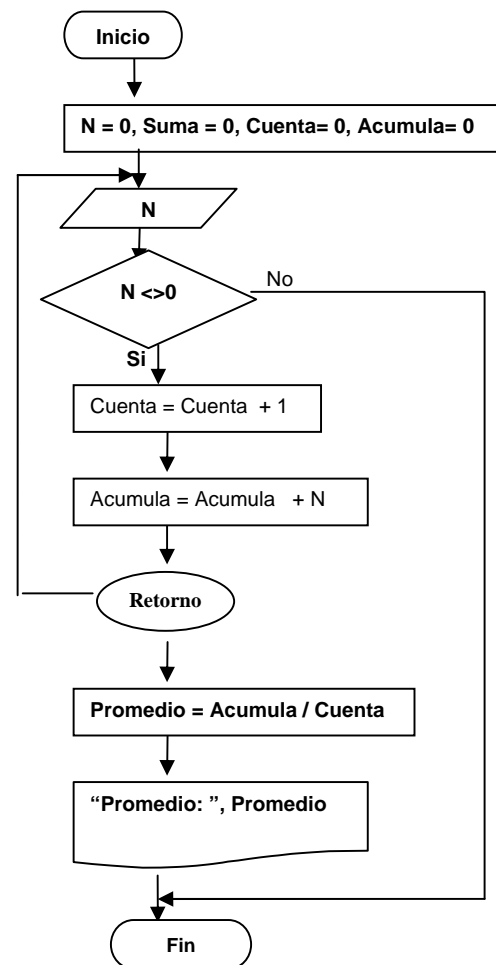 Inicio
N = 0, Suma = 0, Cuenta= 0, Acumula= 0
N
N <>0
No
Si
Cuenta = Cuenta + 1
Acumula = Acumula + N
Retorno
Promedio = Acumula / Cuenta
“Promedio: ”, Promedio
Fin